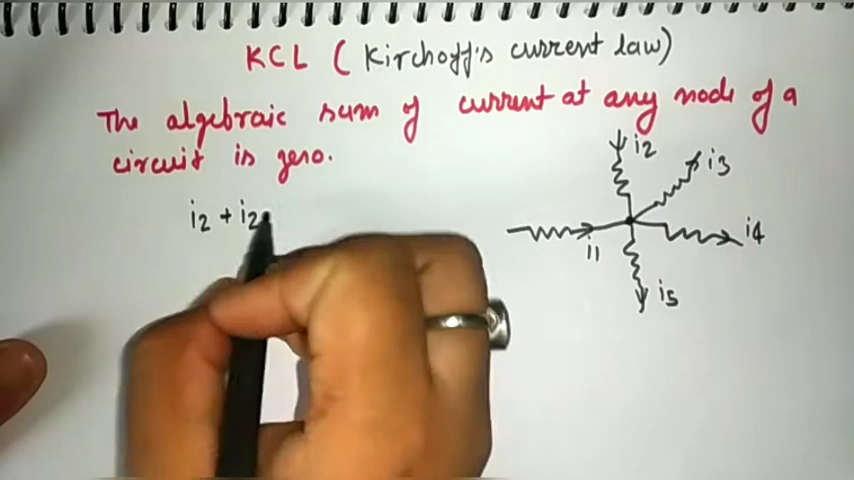 KCL ( Kirchoff's current law)
The algebraic sum of current at any node of a
circuit is zero.
i2
i3
i2 + i2
i4
i1
i5